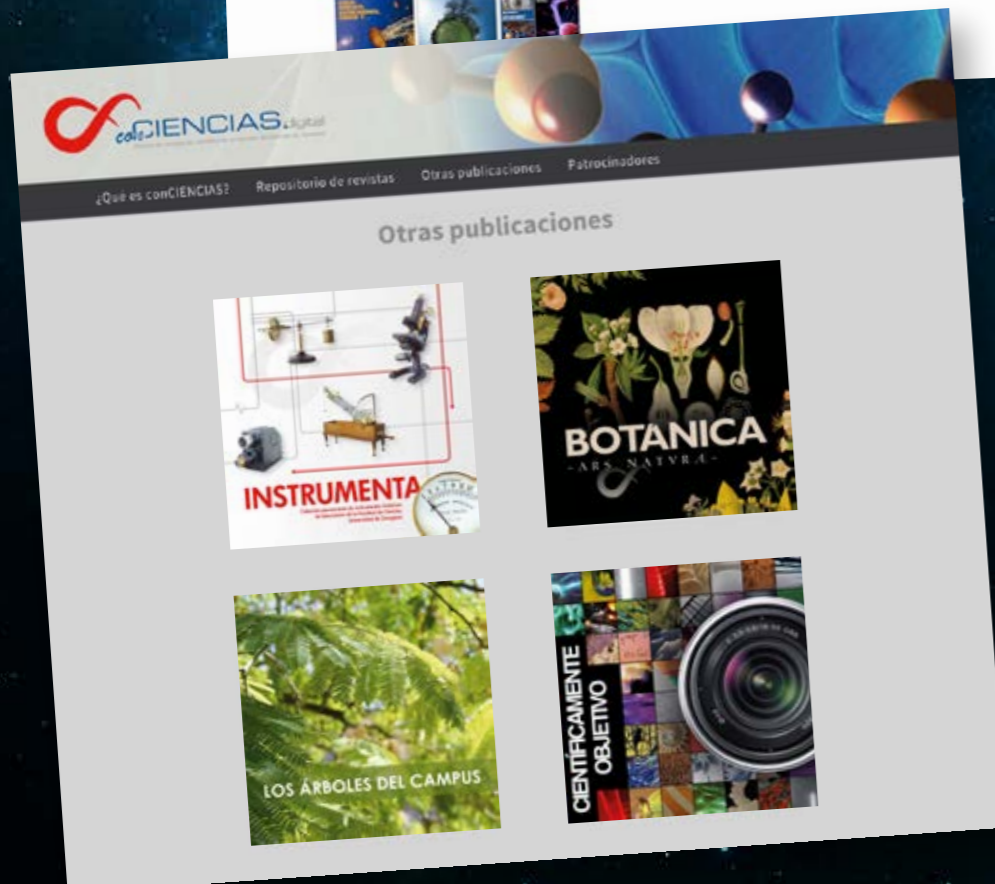 conCIENCIAS.digital
¿Qué es conCIENCIAS?
Repositorio de revistas
Otras publicaciones
Patrocinadores
Otras publicaciones
INSTRUMENTA
BOTANICA
-ARS NATVRÆ-
LOS ÁRBOLES DEL CAMPUS
CIENTÍFICAMENTE
OBJETIVO